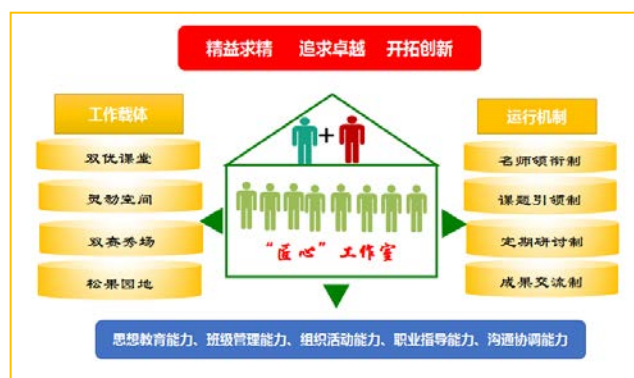 精益求精 追求卓越 开拓创新
工作载体
双优课堂
灵动空间
双赛秀场
松果园地
+
“匠心”工作室
运行机制
名师领衔制
课题引领制
定期研讨制
成果交流制
思想教育能力、班级管理能力、组织活动能力、职业指导能力、沟通协调能力